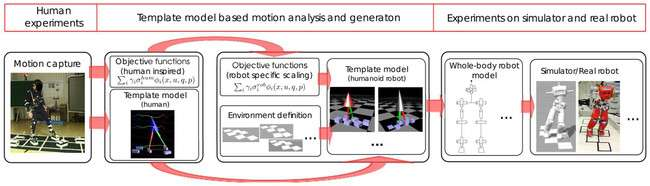 Human
experiments
Template model based motion analysis and generaton
Experiments on simulator and real robot
Motion capture
Objective functions
(human inspired)
∑ᵢ γᵢσᵢʰᵘᵐϕᵢ(x, u, q, p)
Template model
(human)
Objective functions
(robot specific scaling)
∑ᵢ γᵢσᵢʳᵒᵇϕᵢ(x, u, q, p)
Environment definition
...
Template model
(humanoid robot)
...
Whole-body robot
model
...
Simulator/Real robot
...